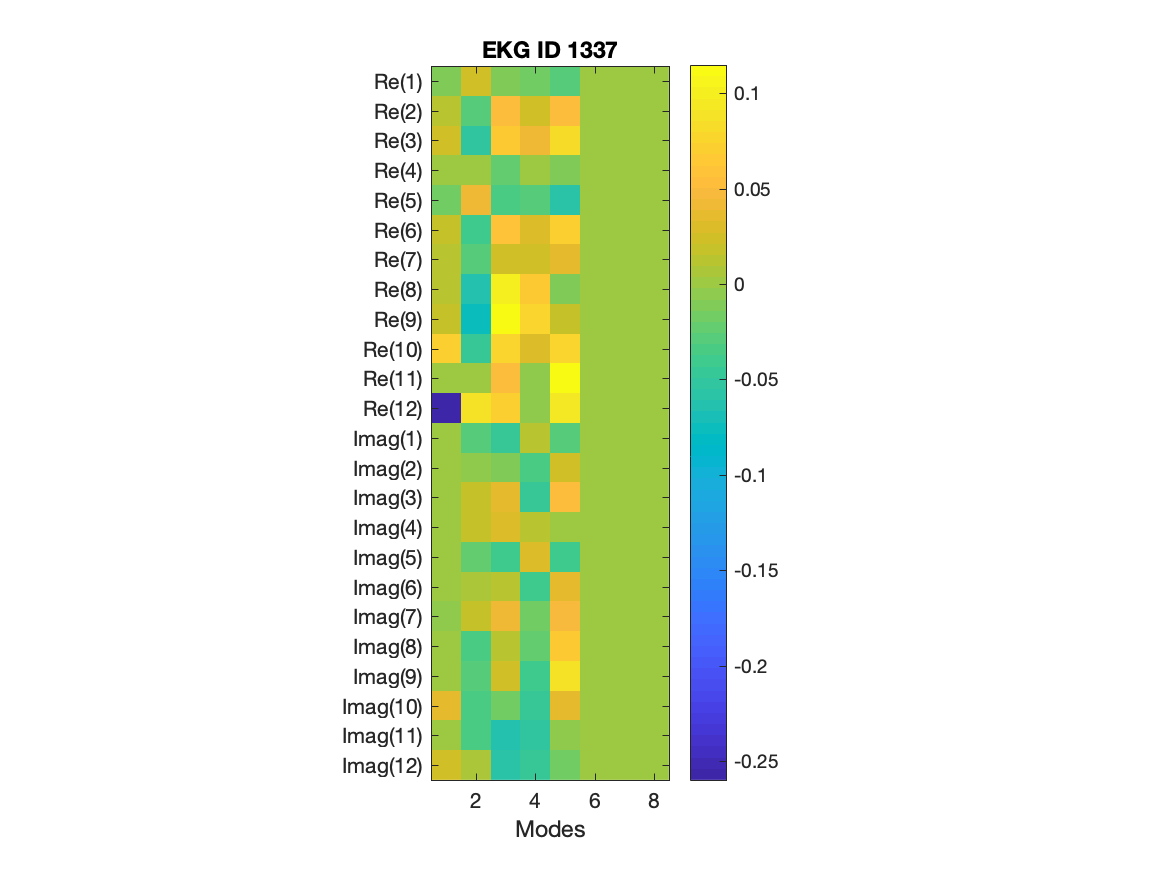 EKG ID 1337
Re(1)
Re(2)
Re(3)
Re(4)
Re(5)
Re(6)
Re(7)
Re(8)
Re(9)
Re(10)
Re(11)
Re(12)
Imag(1)
Imag(2)
Imag(3)
Imag(4)
Imag(5)
Imag(6)
Imag(7)
Imag(8)
Imag(9)
Imag(10)
Imag(11)
Imag(12)
2 4 6 8
Modes
0.1
0.05
0
-0.05
-0.1
-0.15
-0.2
-0.25